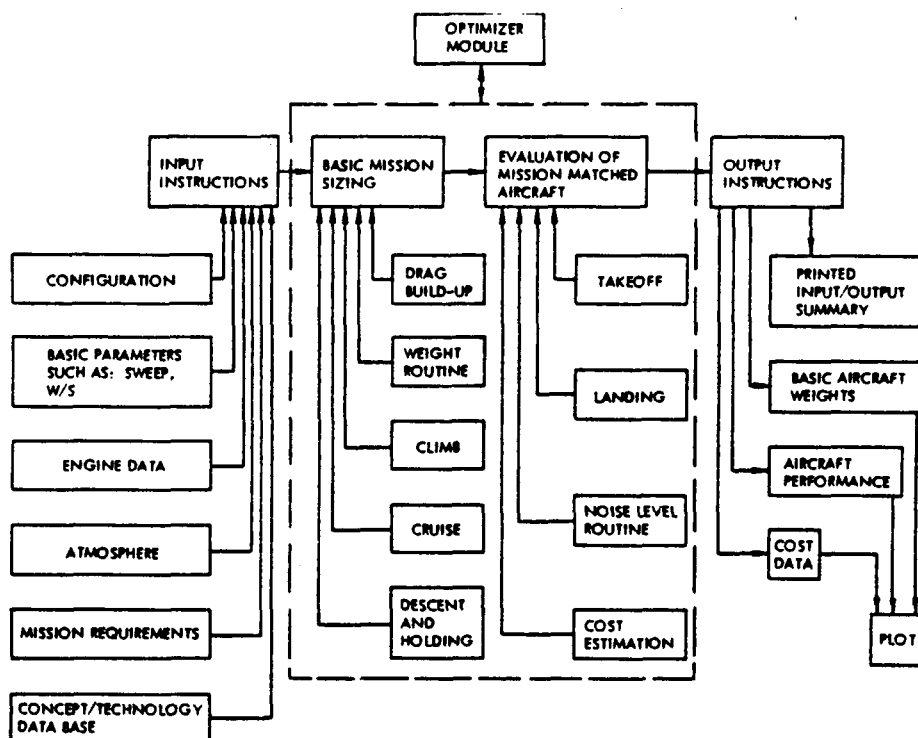 OPTIMIZER
MODULE
INPUT
INSTRUCTIONS
BASIC MISSION
SIZING
EVALUATION OF
MISSION MATCHED
AIRCRAFT
OUTPUT
INSTRUCTIONS
CONFIGURATION
BASIC PARAMETERS
SUCH AS: SWEEP,
W/S
ENGINE DATA
ATMOSPHERE
MISSION REQUIREMENTS
CONCEPT/TECHNOLOGY
DATA BASE
DRAG
BUILD-UP
WEIGHT
ROUTINE
CLIMB
CRUISE
DESCENT
AND
HOLDING
TAKEOFF
LANDING
NOISE LEVEL
ROUTINE
COST
ESTIMATION
PRINTED
INPUT/OUTPUT
SUMMARY
BASIC AIRCRAFT
WEIGHTS
AIRCRAFT
PERFORMANCE
COST
DATA
PLOT